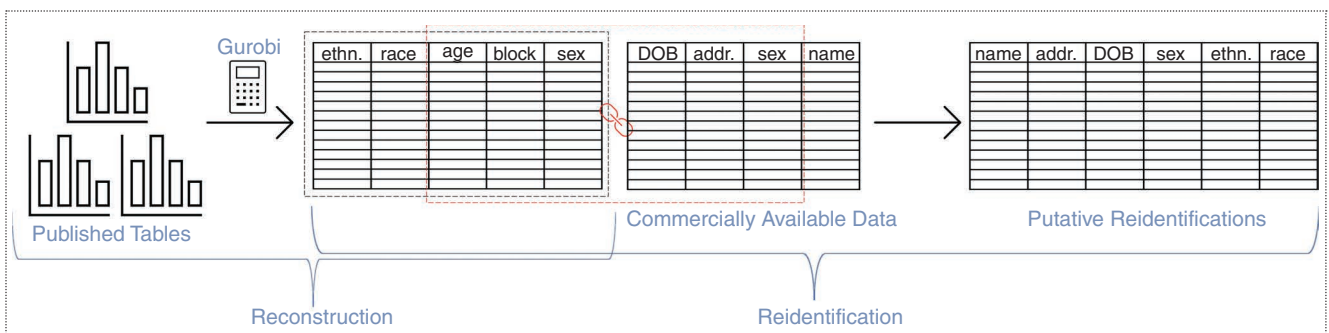 Gurobi
ethn. race age block sex
DOB addr. sex name
name addr. DOB sex ethn. race
Published Tables
Commercially Available Data
Putative Reidentifications
Reconstruction
Reidentification